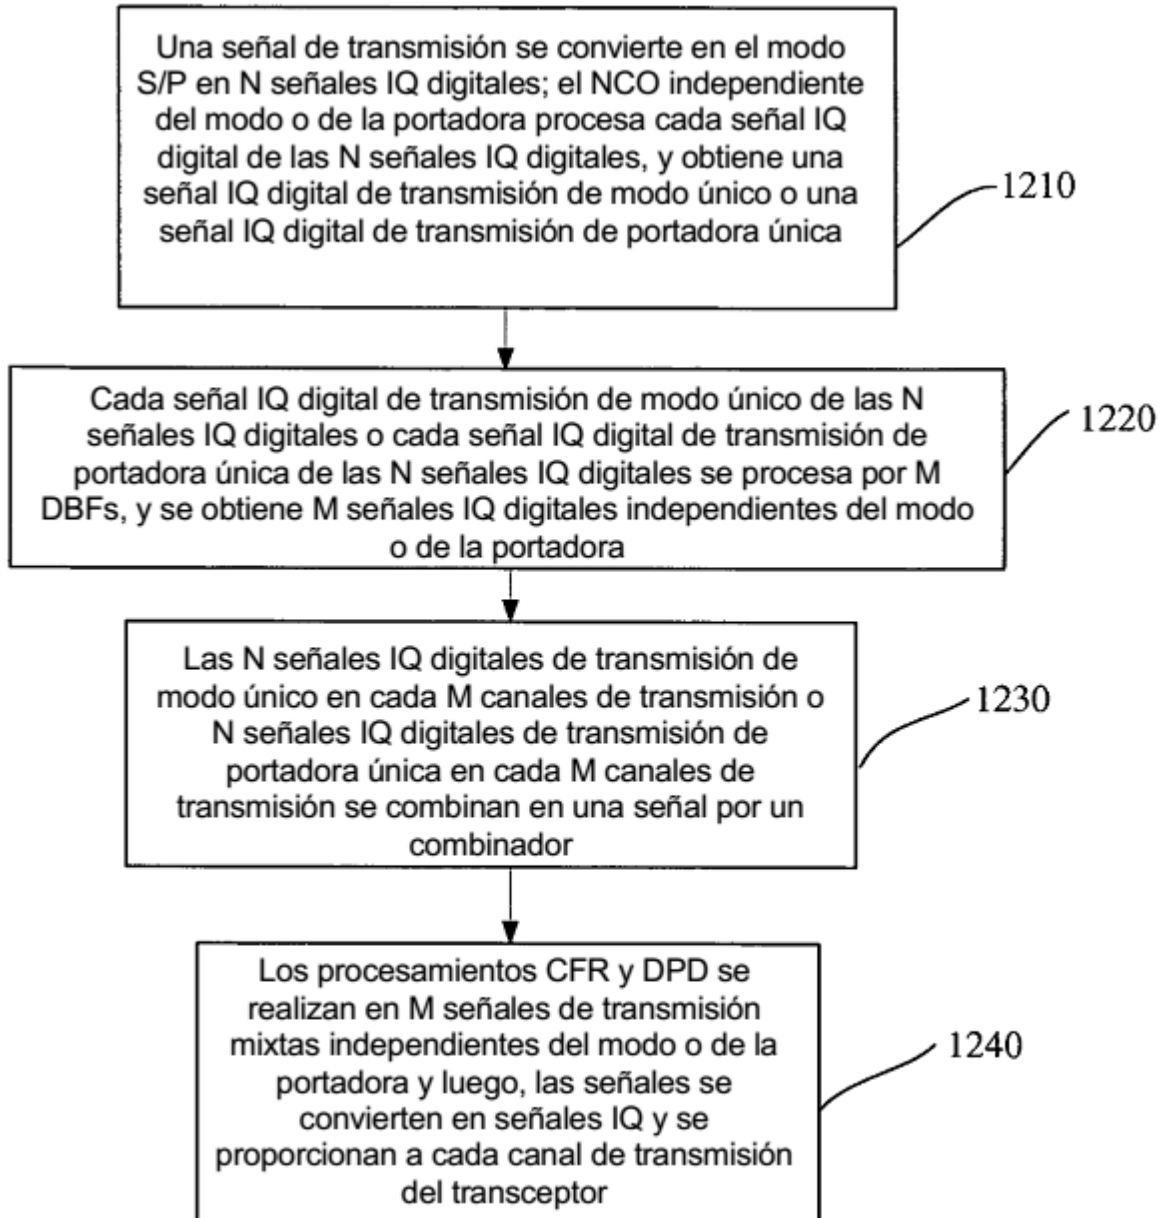 Una señal de transmisión se convierte en el modo
S/P en N señales IQ digitales; el NCO independiente
del modo o de la portadora procesa cada señal IQ
digital de las N señales IQ digitales, y obtiene una
señal IQ digital de transmisión de modo único o una
señal IQ digital de transmisión de portadora única
1210
Cada señal IQ digital de transmisión de modo único de las N
señales IQ digitales o cada señal IQ digital de transmisión de
portadora única de las N señales IQ digitales se procesa por M
DBFs, y se obtiene M señales IQ digitales independientes del modo
o de la portadora
1220
Las N señales IQ digitales de transmisión de
modo único en cada M canales de transmisión o
N señales IQ digitales de transmisión de
portadora única en cada M canales de
transmisión se combinan en una señal por un
combinador
1230
Los procesamientos CFR y DPD se
realizan en M señales de transmisión
mixtas independientes del modo o de la
portadora y luego, las señales se
convierten en señales IQ y se
proporcionan a cada canal de transmisión
del transceptor
1240